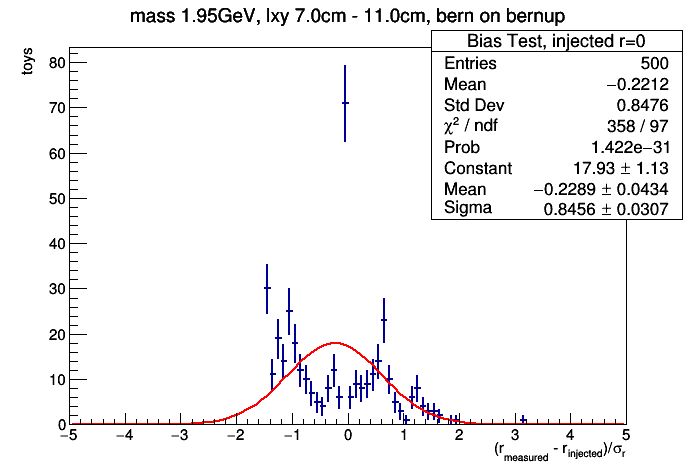 mass 1.95GeV, lxy 7.0cm - 11.0cm, bern on bernup
Bias Test, injected r=0
Entries 500
Mean −0.2212
Std Dev 0.8476
χ² / ndf 358 / 97
Prob 1.422e−31
Constant 17.93 ± 1.13
Mean −0.2289 ± 0.0434
Sigma 0.8456 ± 0.0307
toys
80
70
60
50
40
30
20
10
0
−5 −4 −3 −2 −1 0 1 2 3 4 5
(r_measured - r_injected)/σ_r